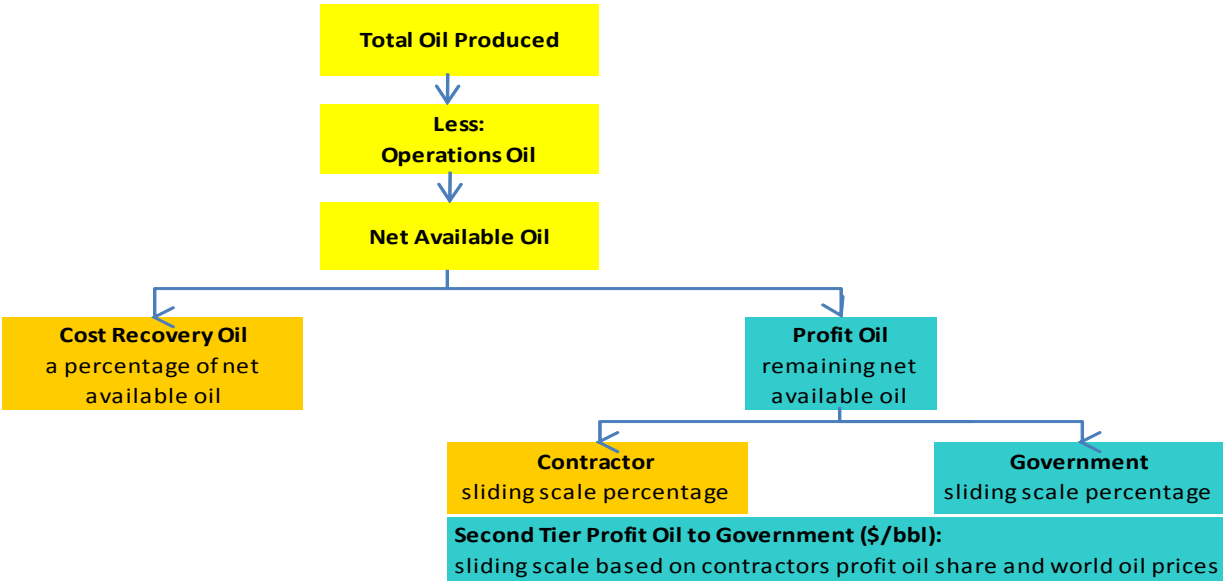 Total Oil Produced
Less:
Operations Oil
Net Available Oil
Cost Recovery Oil
a percentage of net
available oil
Profit Oil
remaining net
available oil
Contractor
sliding scale percentage
Government
sliding scale percentage
Second Tier Profit Oil to Government ($/bbl):
sliding scale based on contractors profit oil share and world oil prices